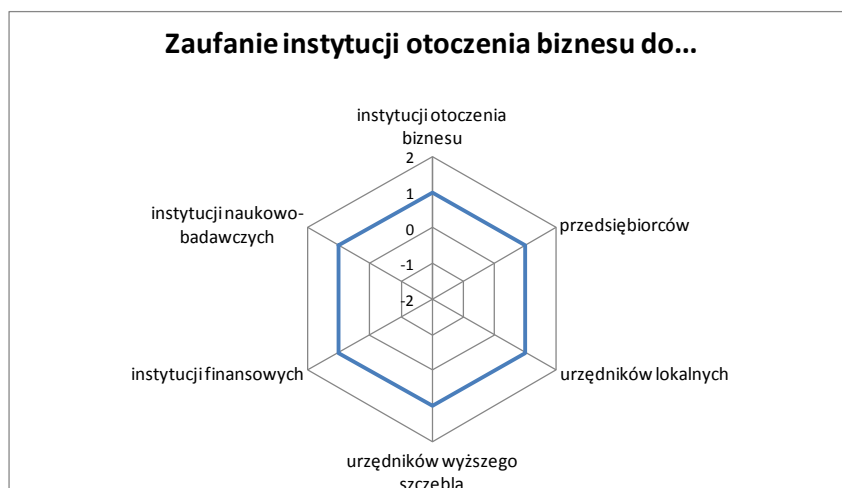 Zaufanie instytucji otoczenia biznesu do...
instytucji otoczenia
biznesu
2
1
0
-1
-2
instytucji naukowo-
badawczych
przedsiębiorców
instytucji finansowych
urzędników lokalnych
urzędników wyższego
szczebla